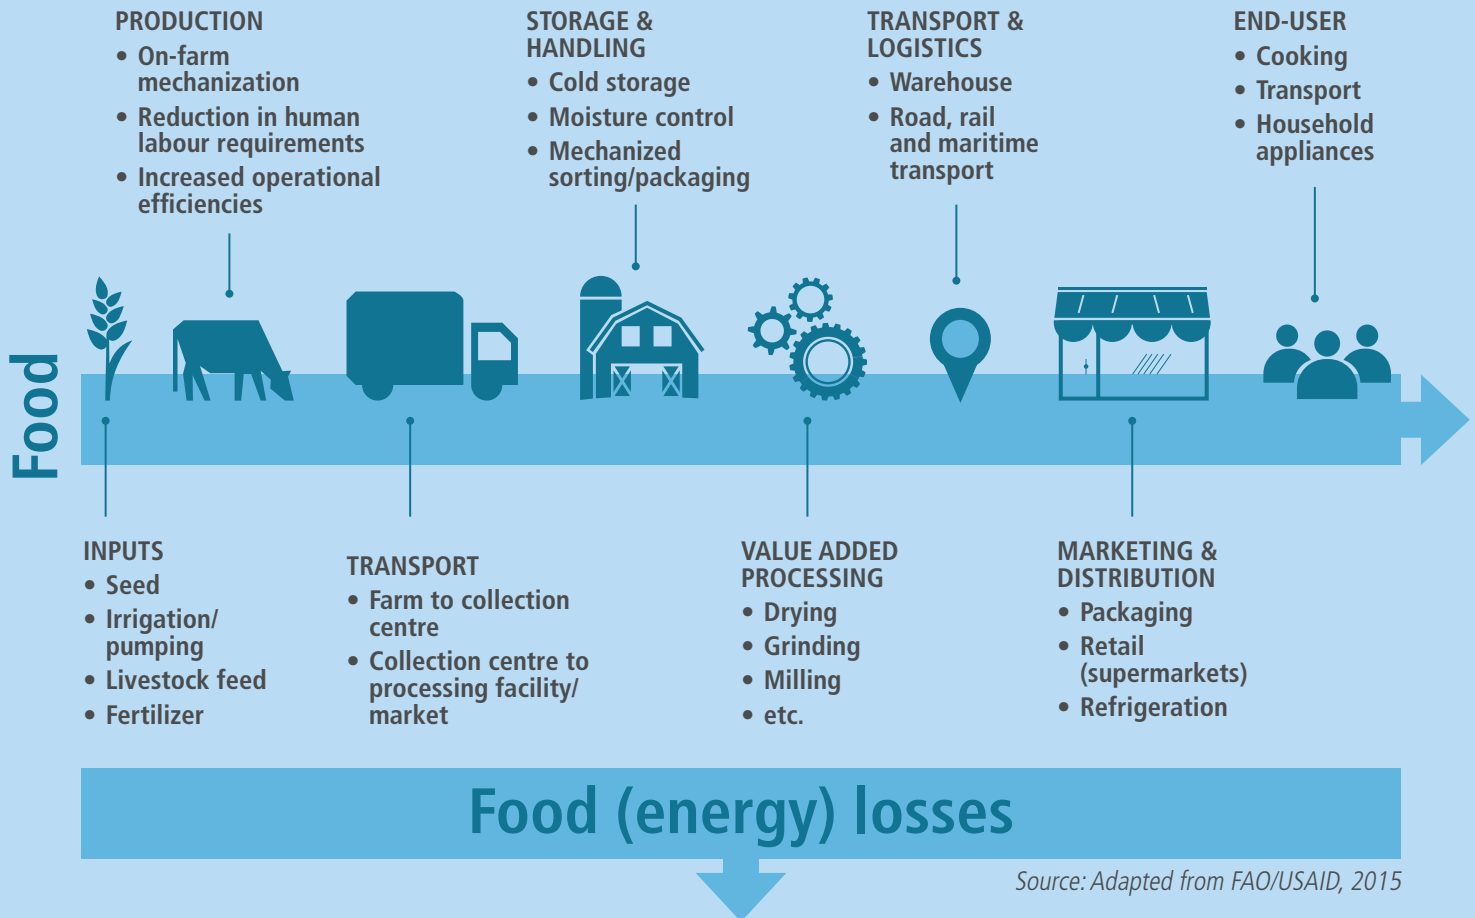 PRODUCTION
• On-farm
mechanization
• Reduction in human
labour requirements
• Increased operational
efficiencies
STORAGE &
HANDLING
• Cold storage
• Moisture control
• Mechanized
sorting/packaging
TRANSPORT &
LOGISTICS
• Warehouse
• Road, rail
and maritime
transport
END-USER
• Cooking
• Transport
• Household
appliances
Food
INPUTS
• Seed
• Irrigation/
pumping
• Livestock feed
• Fertilizer
TRANSPORT
• Farm to collection
centre
• Collection centre to
processing facility/
market
VALUE ADDED
PROCESSING
• Drying
• Grinding
• Milling
• etc.
MARKETING &
DISTRIBUTION
• Packaging
• Retail
(supermarkets)
• Refrigeration
Food (energy) losses
Source: Adapted from FAO/USAID, 2015